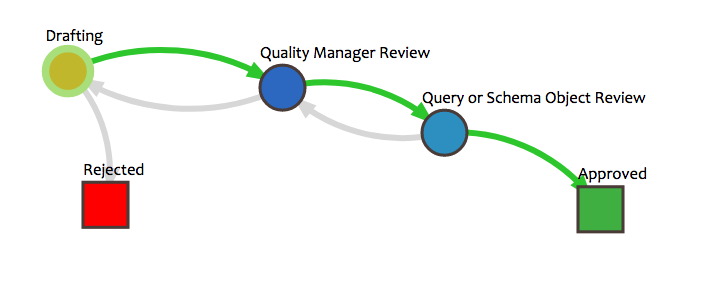 Drafting
Quality Manager Review
Query or Schema Object Review
Rejected
Approved